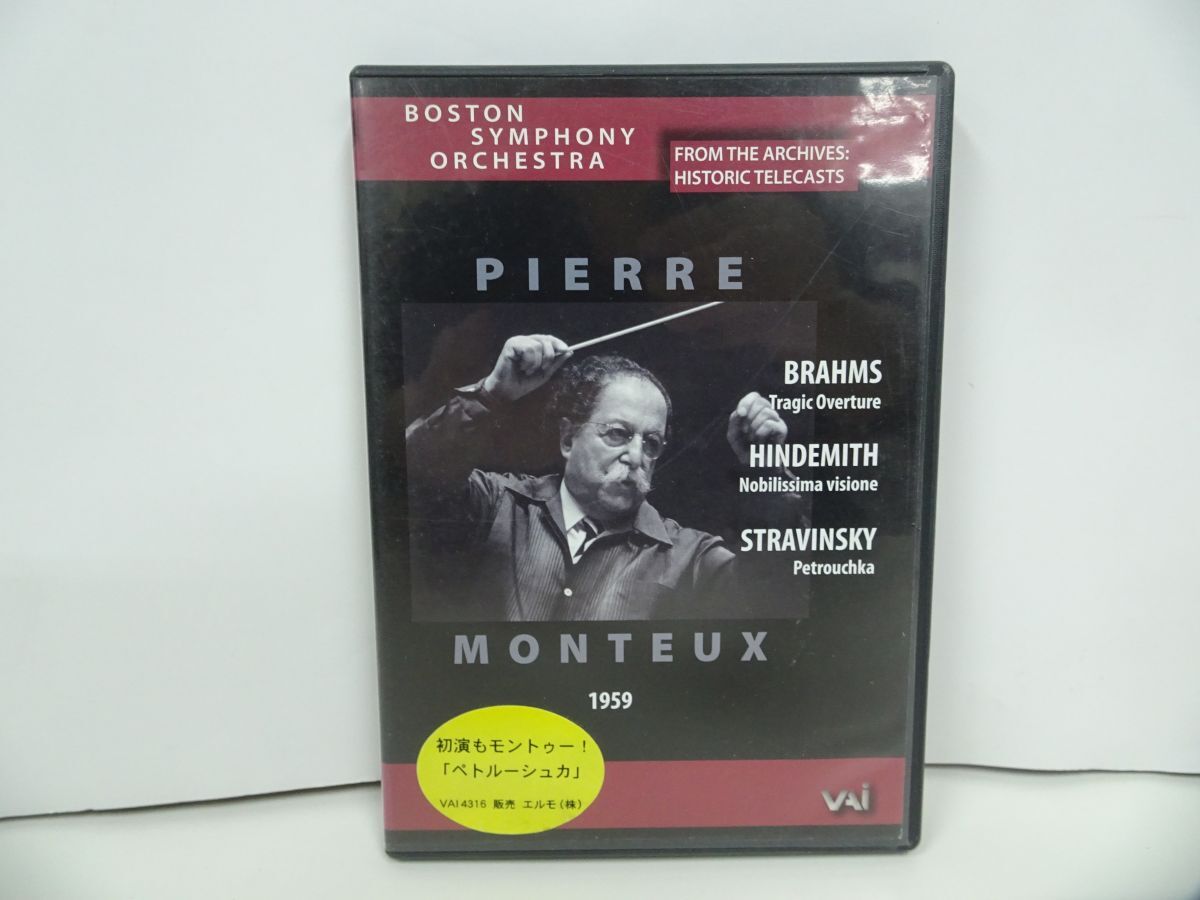 BOSTON
SYMPHONY
ORCHESTRA
FROM THE ARCHIVES:
HISTORIC TELECASTS
PIERRE
BRAHMS
Tragic Overture
HINDEMITH
Nobilissima visione
STRAVINSKY
Petrouchka
MONTEUX
1959
初演もモントゥー!
「ペトルーシュカ」
VAI 4316 販売 エルモ(株)
VAi